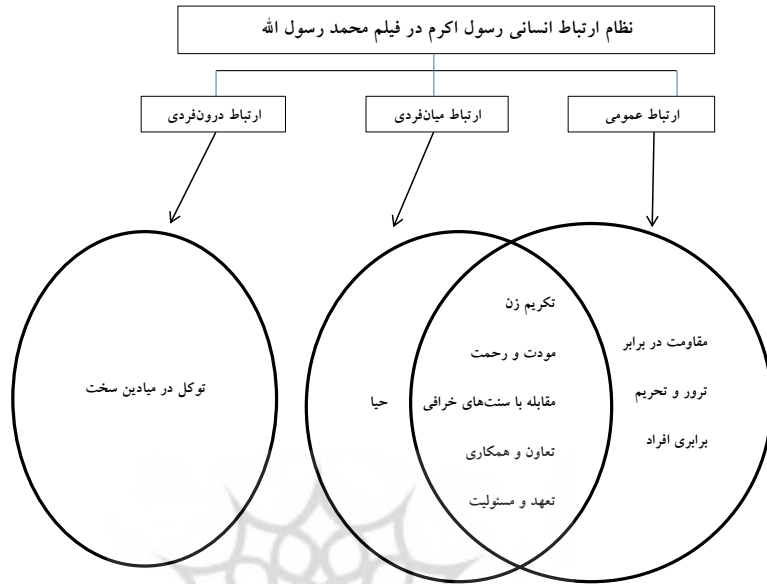 نظام ارتباط انسانی رسول اکرم در فیلم محمد رسول الله
ارتباط عمومی
ارتباط میان‌فردی
ارتباط درون‌فردی
مقاومت در برابر
ترور و تحریم
برابری افراد
تکریم زن
مودت و رحمت
مقابله با سنت‌های خرافی
تعاون و همکاری
تعهد و مسئولیت
حیا
توکل در میادین سخت